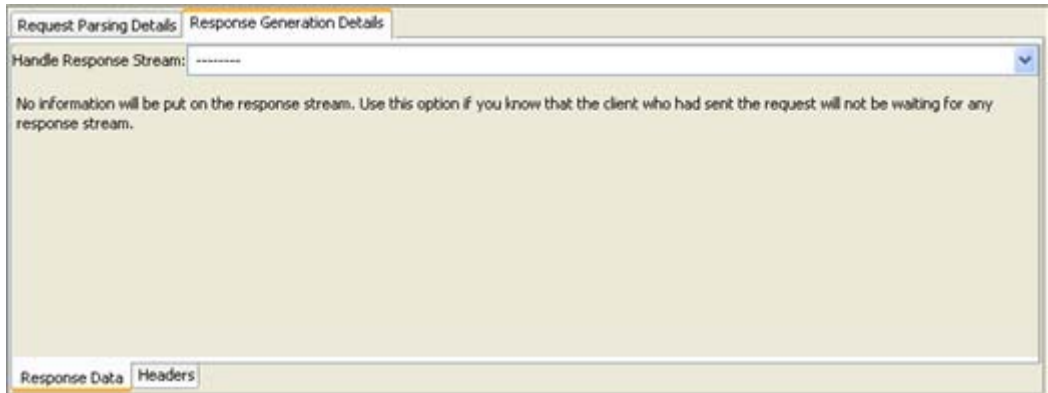 Request Parsing Details Response Generation Details
Handle Response Stream: --------
No information will be put on the response stream. Use this option if you know that the client who had sent the request will not be waiting for any
response stream.
Response Data Headers